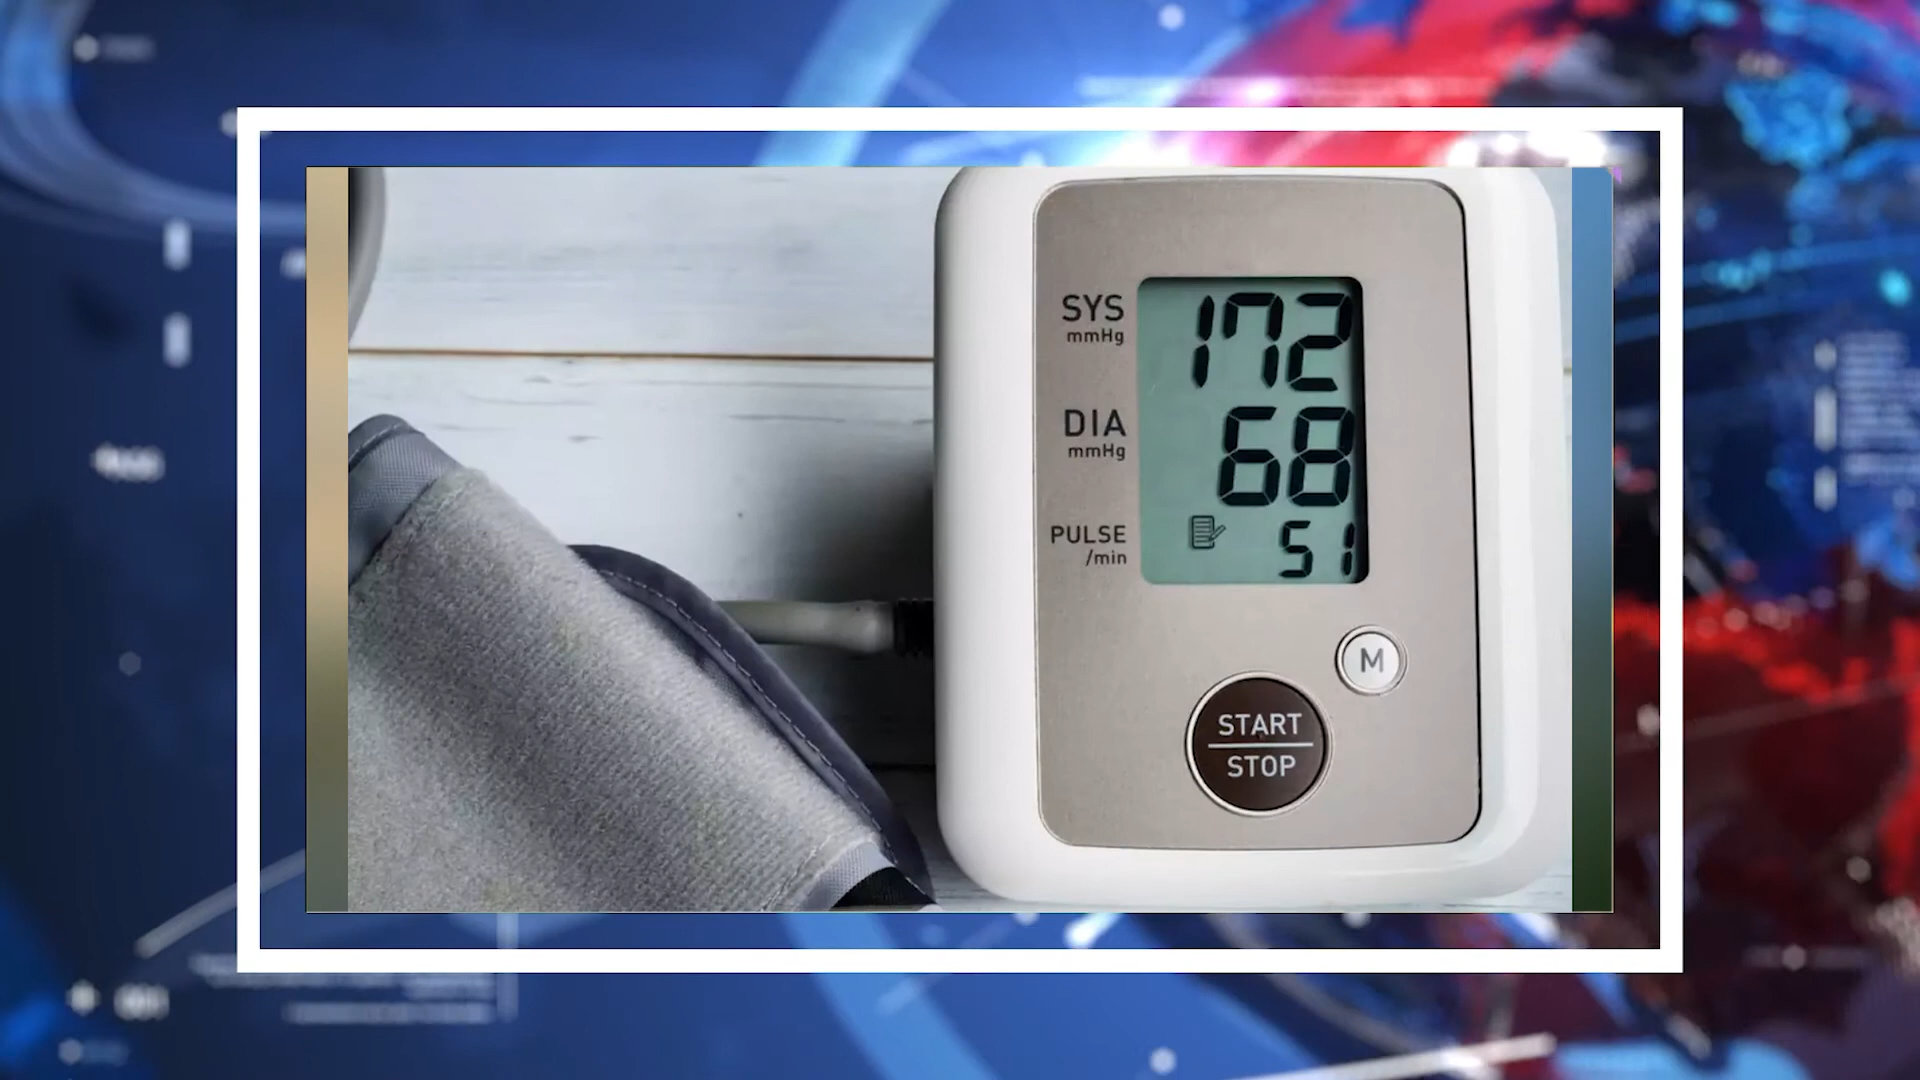 SYS 172
mmHg
DIA 68
mmHg
PULSE 51
/min
M
START
STOP